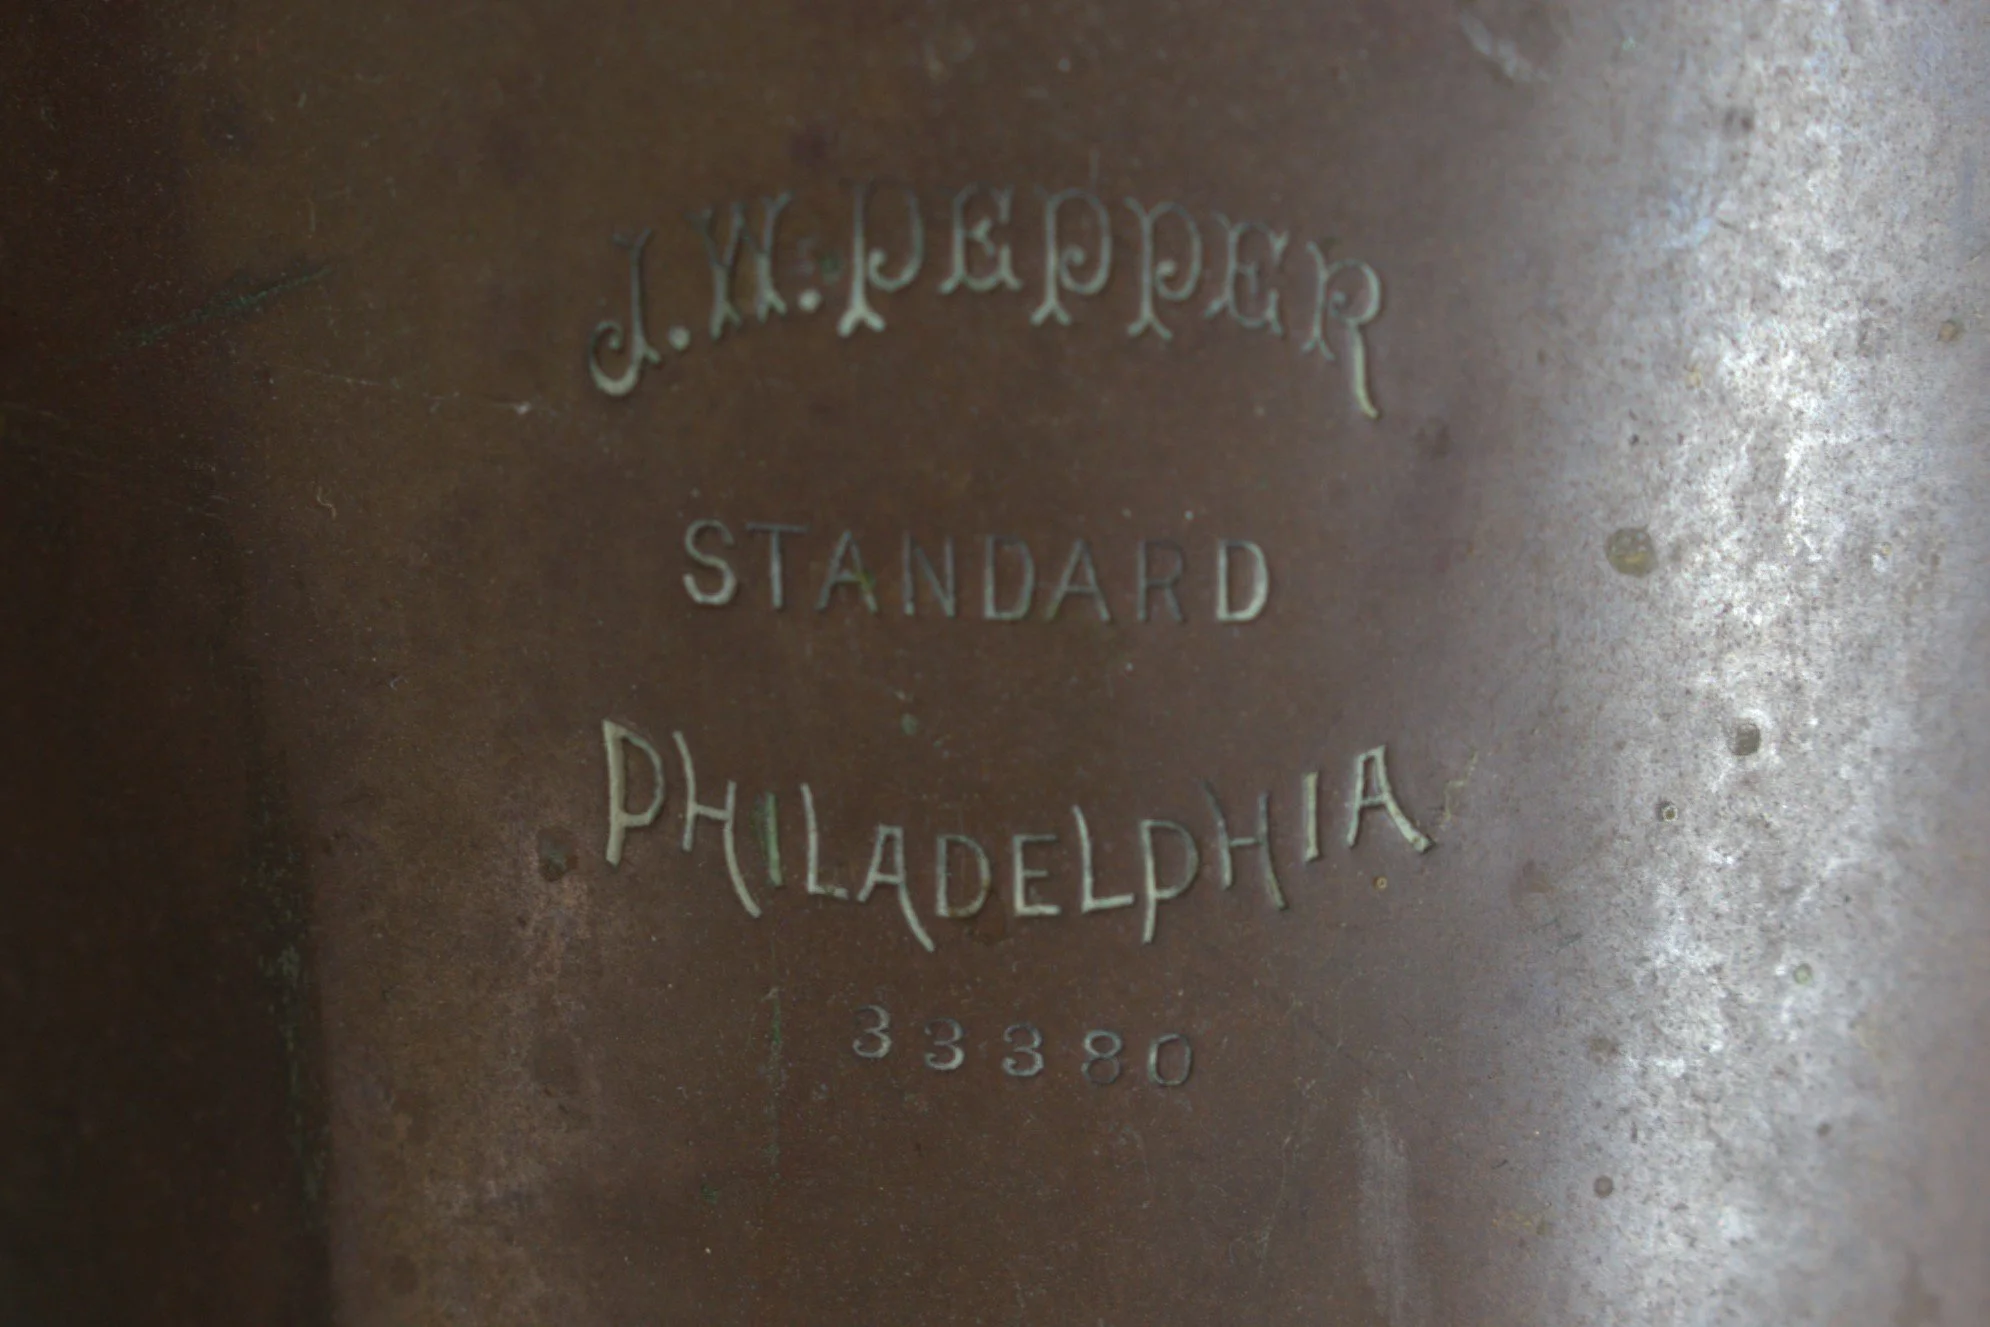 J. W. PEPPER
STANDARD
PHILADELPHIA
33380